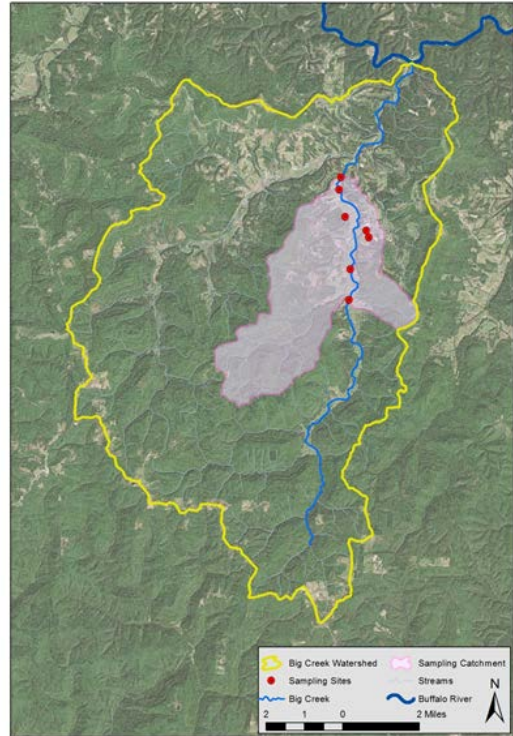 Big Creek Watershed Sampling Catchment
Sampling Sites Streams N
Big Creek Buffalo River
2 1 0 2 Miles